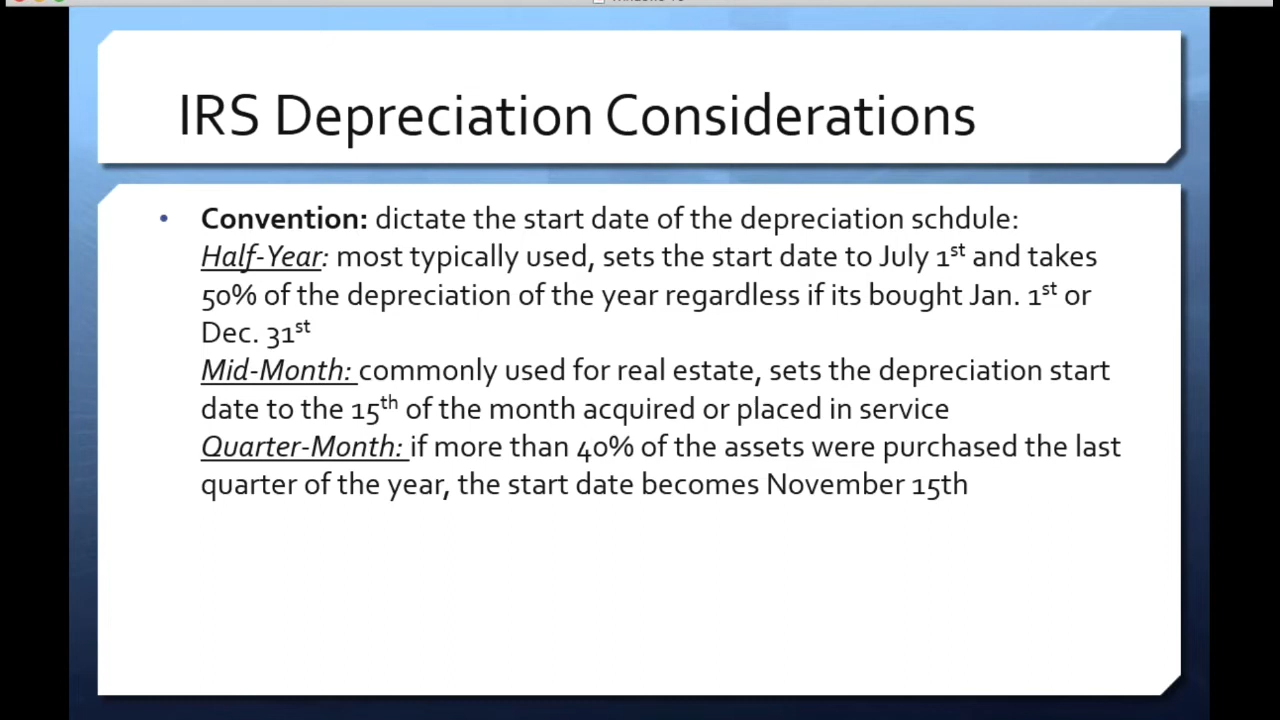 IRS Depreciation Considerations
• Convention: dictate the start date of the depreciation schdule:
Half-Year: most typically used, sets the start date to July 1st and takes
50% of the depreciation of the year regardless if its bought Jan. 1st or
Dec. 31st
Mid-Month: commonly used for real estate, sets the depreciation start
date to the 15th of the month acquired or placed in service
Quarter-Month: if more than 40% of the assets were purchased the last
quarter of the year, the start date becomes November 15th